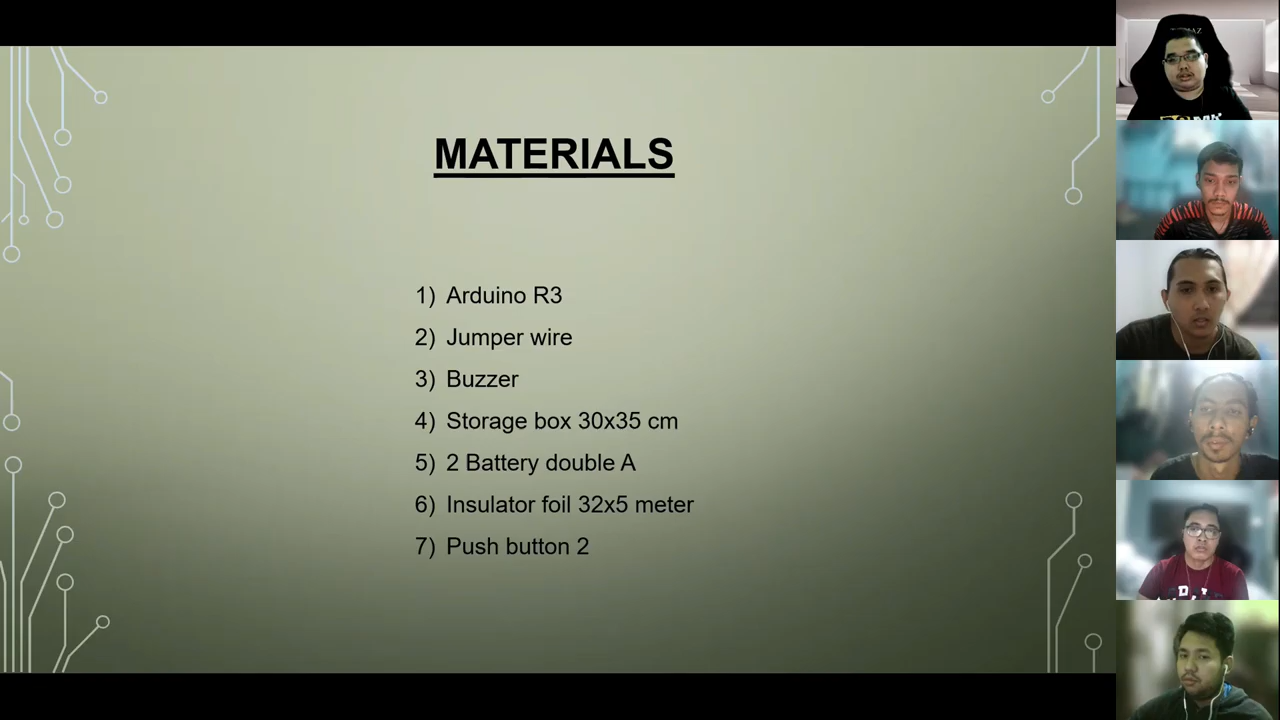 MATERIALS
1) Arduino R3
2) Jumper wire
3) Buzzer
4) Storage box 30x35 cm
5) 2 Battery double A
6) Insulator foil 32x5 meter
7) Push button 2